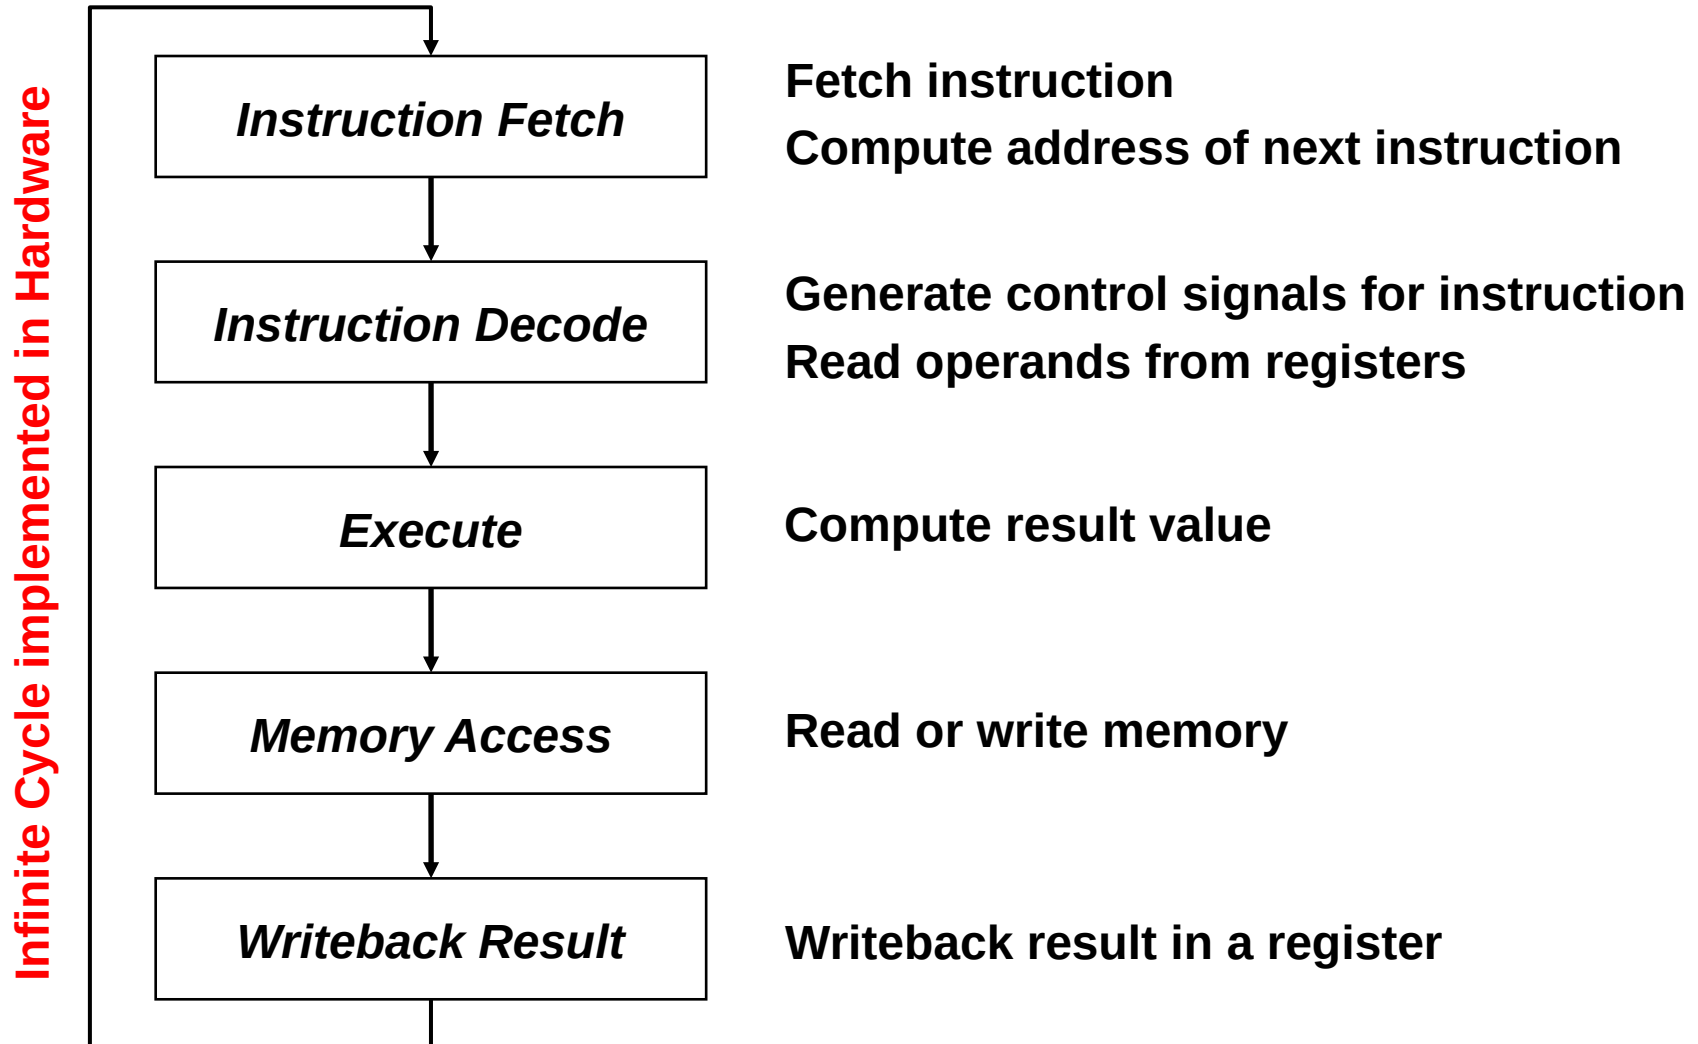 Infinite Cycle implemented in Hardware
Instruction Fetch
Fetch instruction
Compute address of next instruction
Instruction Decode
Generate control signals for instruction
Read operands from registers
Execute
Compute result value
Memory Access
Read or write memory
Writeback Result
Writeback result in a register